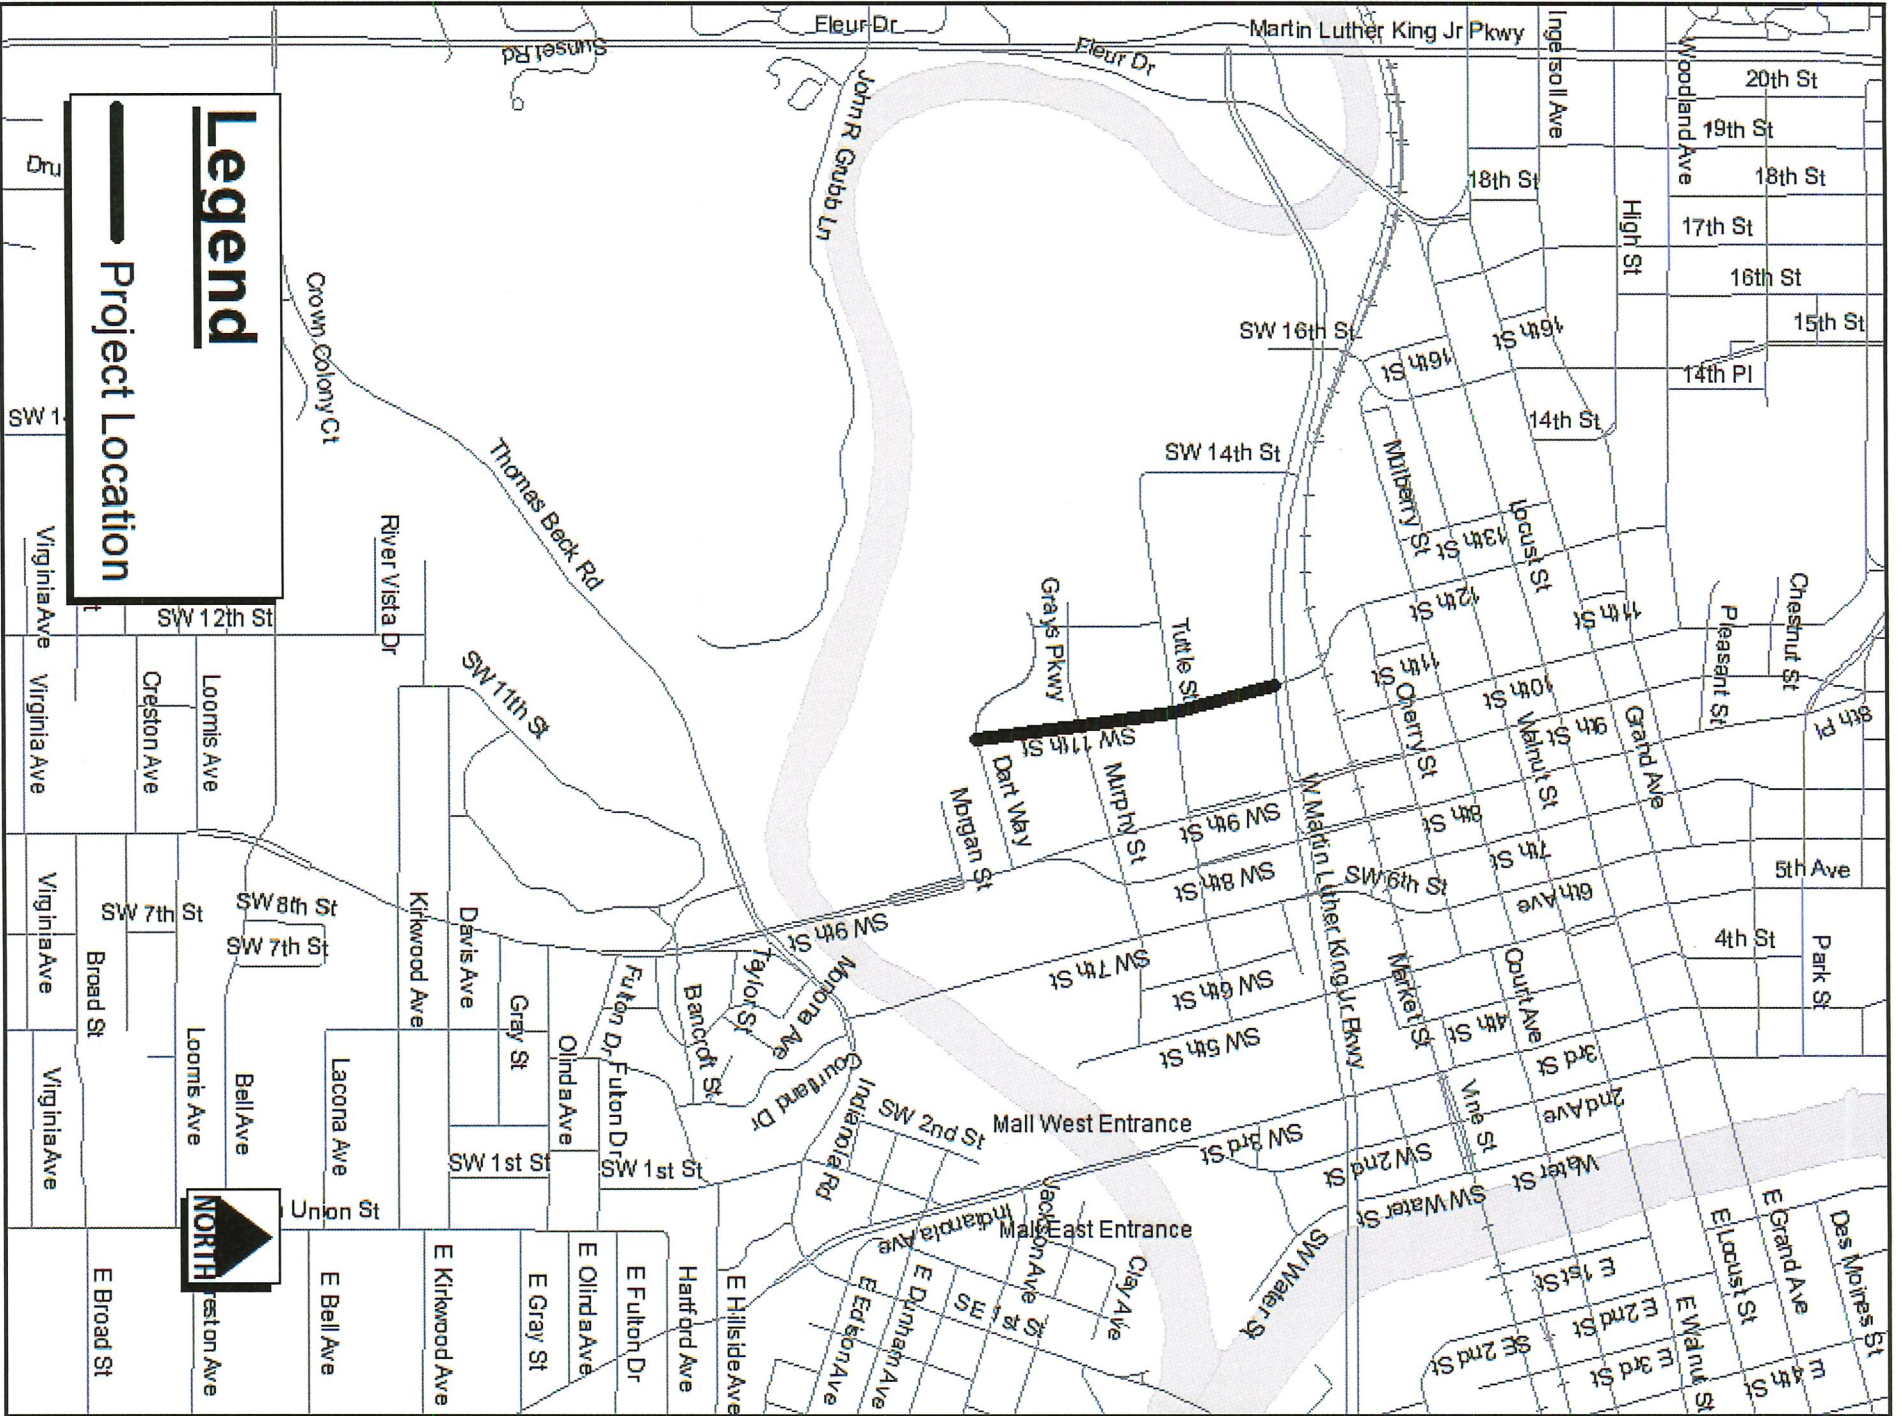 Legend
Project Location
NORTH
Fleur Dr
Martin Luther King Jr Pkwy
Sunset Rd
Fleur Dr
Ingersoll Ave
Woodland Ave
20th St
19th St
18th St
18th St
17th St
High St
16th St
15th St
14th Pl
14th St
John R Grubb Ln
Dru
Crown Colony Ct
SW 16th St
16th St
16th St
SW 1
SW 14th St
Thomas Beck Rd
Mulberry St
Locust St
13th St
12th St
11th St
11th St
Virginia Ave
River Vista Dr
SW 12th St
t
Grays Pkwy
Tuttle St
Chestnut St
Pleasant St
Cherry St
10th St
9th St
Walnut St
Grand Ave
8th Pl
Virginia Ave
Creston Ave
Loomis Ave
SW 11th St
SW 11th St
Dart Way
Murphy St
Morgan St
SW 9th St
W Martin Luther King Jr Pkwy
8th St
7th St
SW 8th St
SW 6th St
6th Ave
5th Ave
Virginia Ave
SW 7th St
SW 8th St
SW 7th St
Kirkwood Ave
Davis Ave
SW 9th St
4th St
Park St
Broad St
Gray St
Fulton Dr
Bancroft St
Taylor St
Monona Ave
SW 7th St
SW 6th St
SW 5th St
Market St
Court Ave
4th St
3rd St
Virginia Ave
Loomis Ave
Bell Ave
Lacona Ave
Olinda Ave
Fulton Dr
Courtland Dr
Indianola Rd
SW 2nd St
Mall West Entrance
SW 3rd St
Vine St
2nd Ave
SW 1st St
SW 1st St
SW 2nd St
Water St
SW Water St
Union St
Indianola Ave
Jackson Ave
Mall East Entrance
SW Water St
Clay Ave
E Broad St
reston Ave
E Bell Ave
E Kirkwood Ave
E Gray St
E Olinda Ave
E Fulton Dr
Hartford Ave
E Hillside Ave
E Edison Ave
E Dunham Ave
E 1st St
E 2nd St
SE 2nd St
E 3rd St
E 4th St
E Walnut St
E Locust St
E Grand Ave
Des Moines St